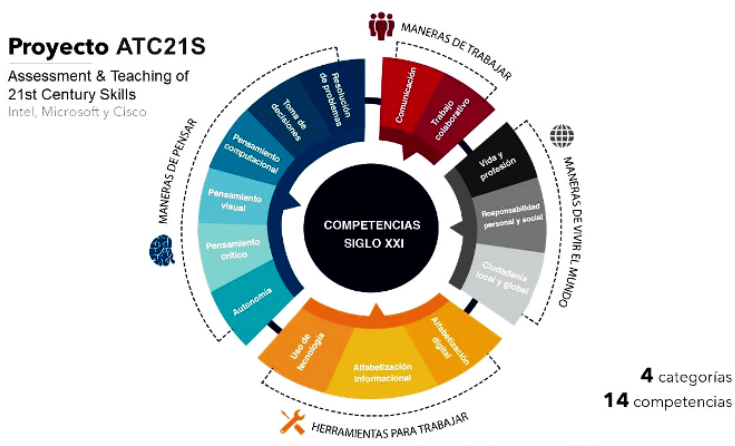 Proyecto ATC21S
Assessment & Teaching of
21st Century Skills
Intel, Microsoft y Cisco
MANERAS DE TRABAJAR
Comunicación
Trabajo
colaborativo
MANERAS DE VIVIR EL MUNDO
Vida y
profesión
Responsabilidad
personal y social
Ciudadanía
local y global
HERRAMIENTAS PARA TRABAJAR
Alfabetización
digital
Alfabetización
informacional
Uso de
tecnología
MANERAS DE PENSAR
Autonomía
Pensamiento
crítico
Pensamiento
visual
Pensamiento
computacional
Toma de
decisiones
Resolución
de problemas
COMPETENCIAS
SIGLO XXI
4 categorías
14 competencias